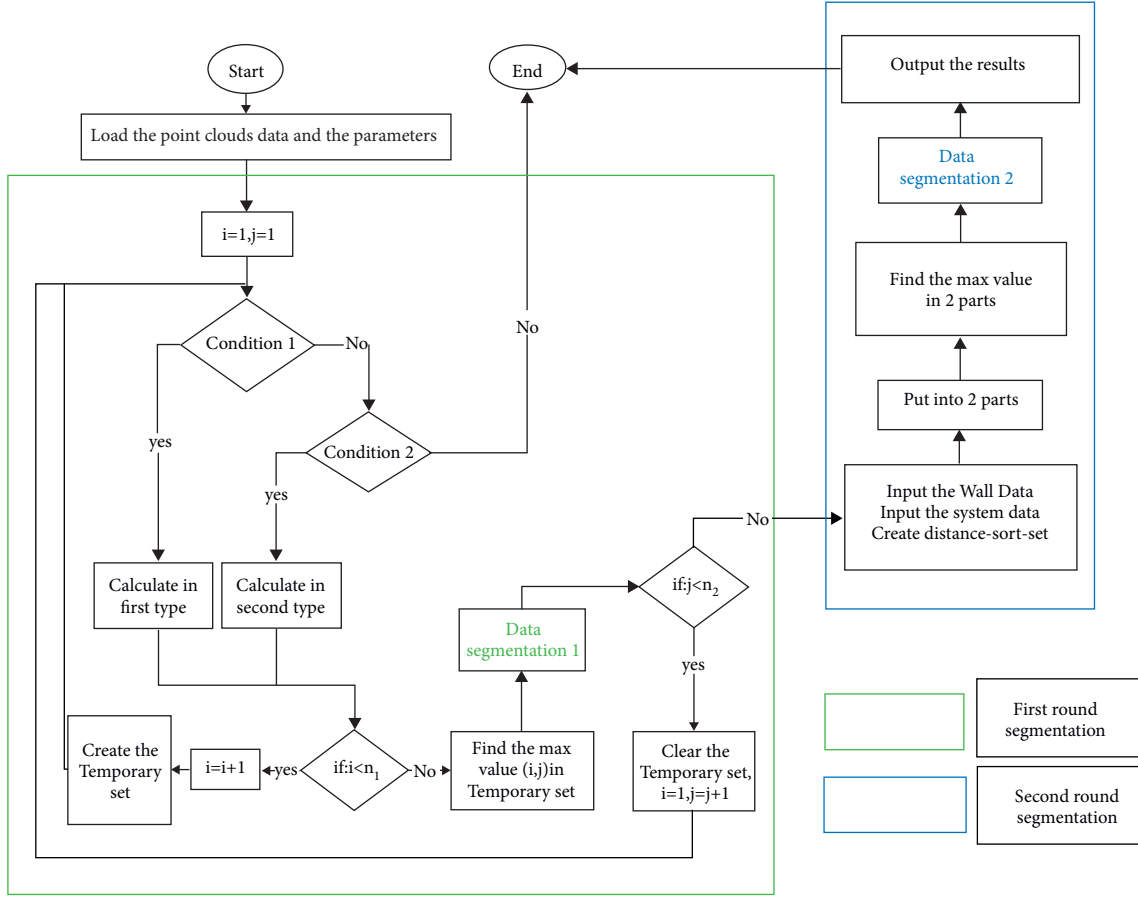 Start
Load the point clouds data and the parameters
i=1,j=1
Condition 1
No
yes
Condition 2
No
yes
Calculate in
first type
Calculate in
second type
if:i<n1
yes
i=i+1
Create the
Temporary
set
No
Find the max
value (i,j)in
Temporary set
Data
segmentation 1
if:j<n2
yes
Clear the
Temporary set,
i=1,j=j+1
No
Input the Wall Data
Input the system data
Create distance-sort-set
Put into 2 parts
Find the max value
in 2 parts
Data
segmentation 2
Output the results
End
First round
segmentation
Second round
segmentation